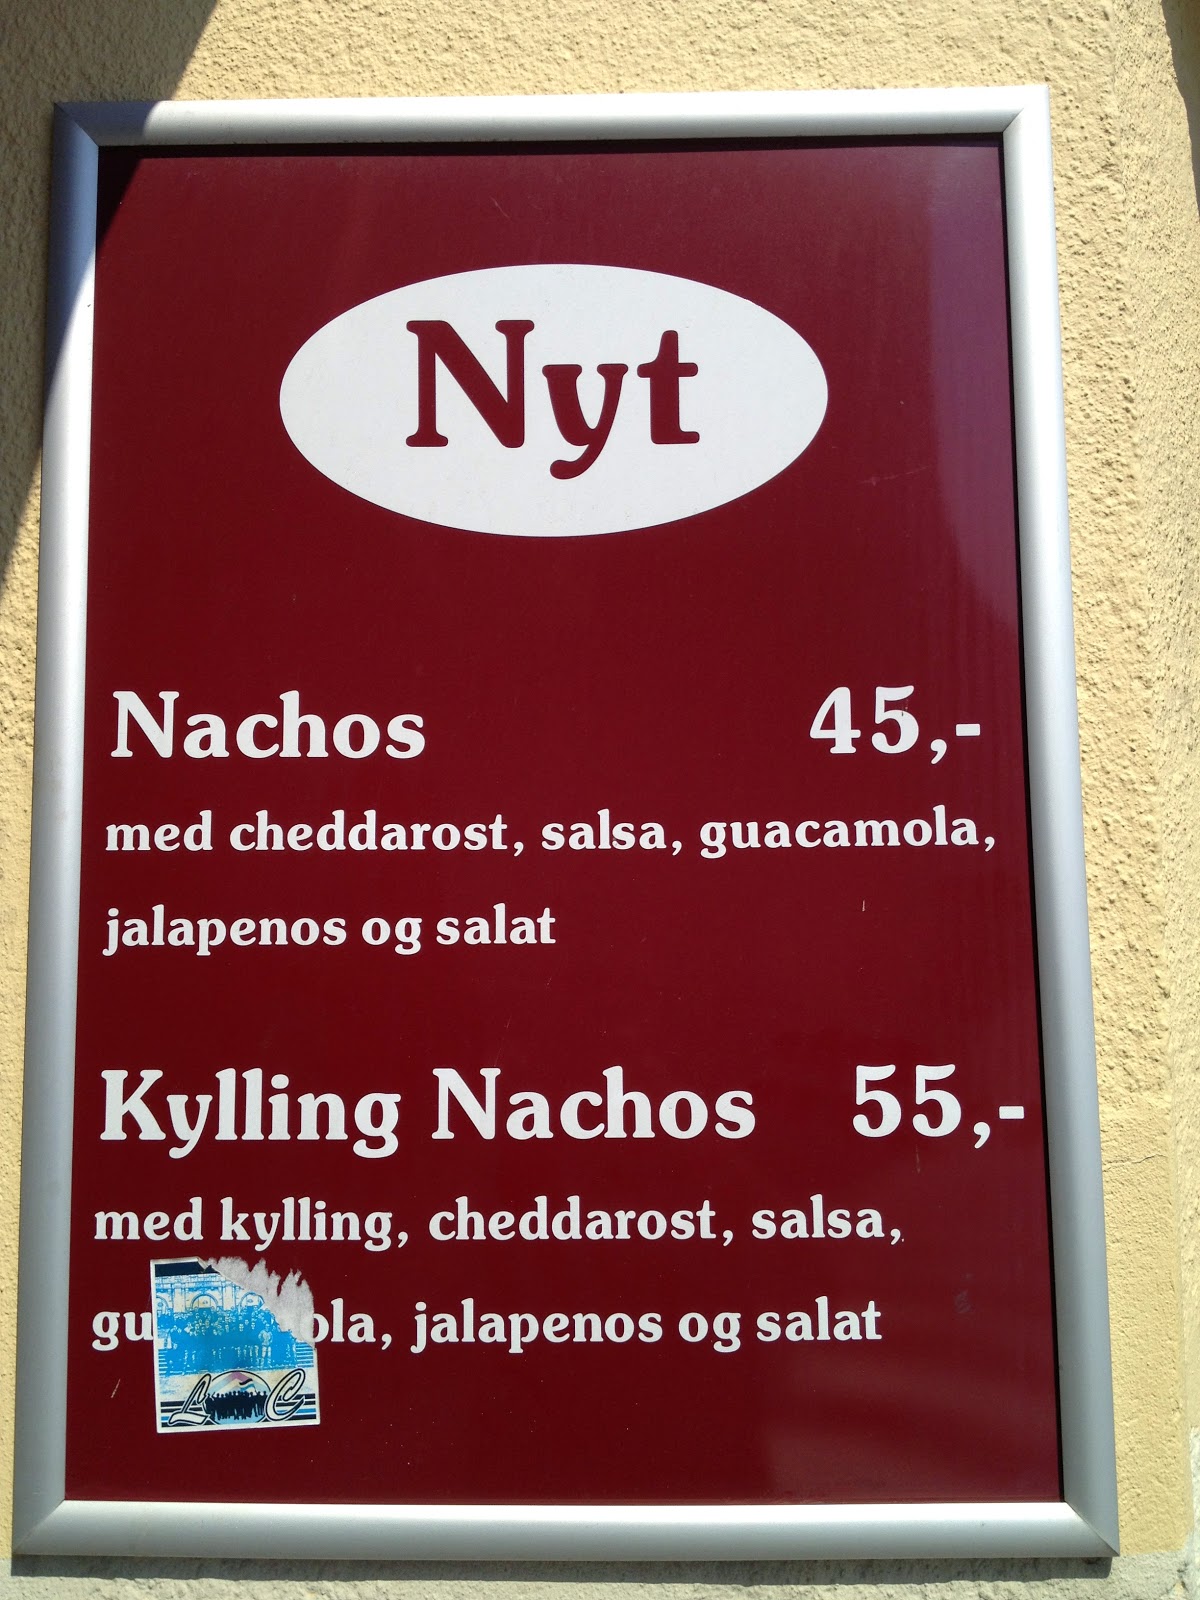 Nyt
Nachos 45,-
med cheddarost, salsa, guacamola,
jalapenos og salat
Kylling Nachos 55,-
med kylling, cheddarost, salsa,
jalapenos og salat
LOC